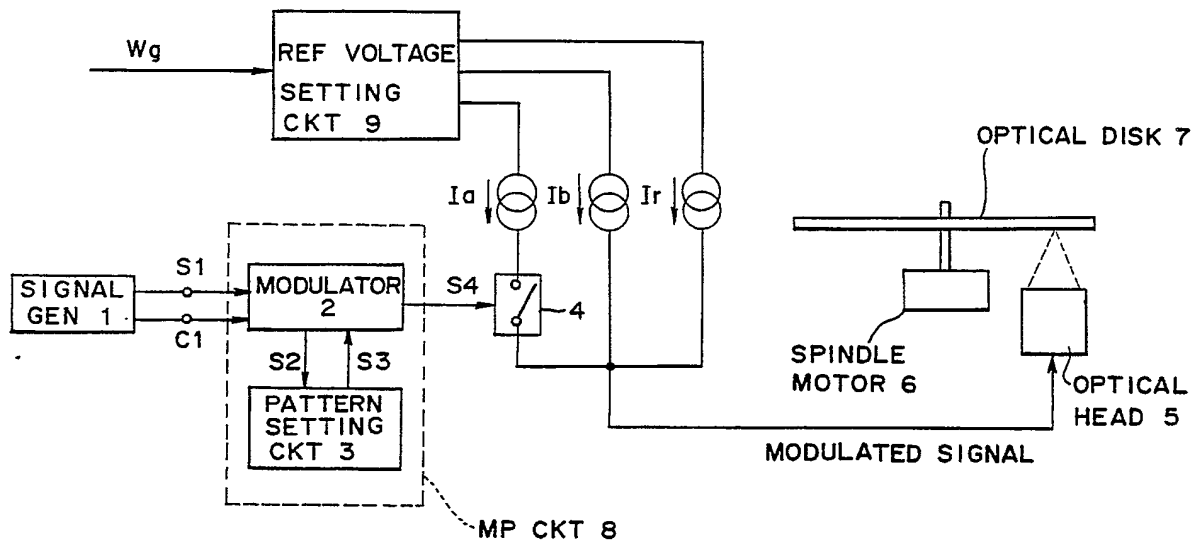 Wg
REF VOLTAGE
SETTING
CKT 9
OPTICAL DISK 7
Ia
Ib
Ir
SIGNAL
GEN 1
S1
C1
MODULATOR
2
S4
4
S2
S3
PATTERN
SETTING
CKT 3
SPINDLE
MOTOR 6
OPTICAL
HEAD 5
MODULATED SIGNAL
MP CKT 8